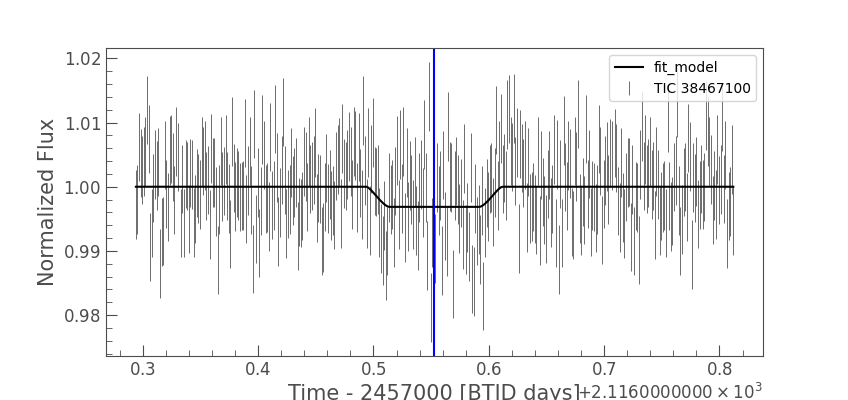 1.02
1.01
1.00
0.99
0.98
Normalized Flux
fit_model
TIC 38467100
0.3 0.4 0.5 0.6 0.7 0.8
Time - 2457000 [BTJD days]
+2.1160000000 × 10³